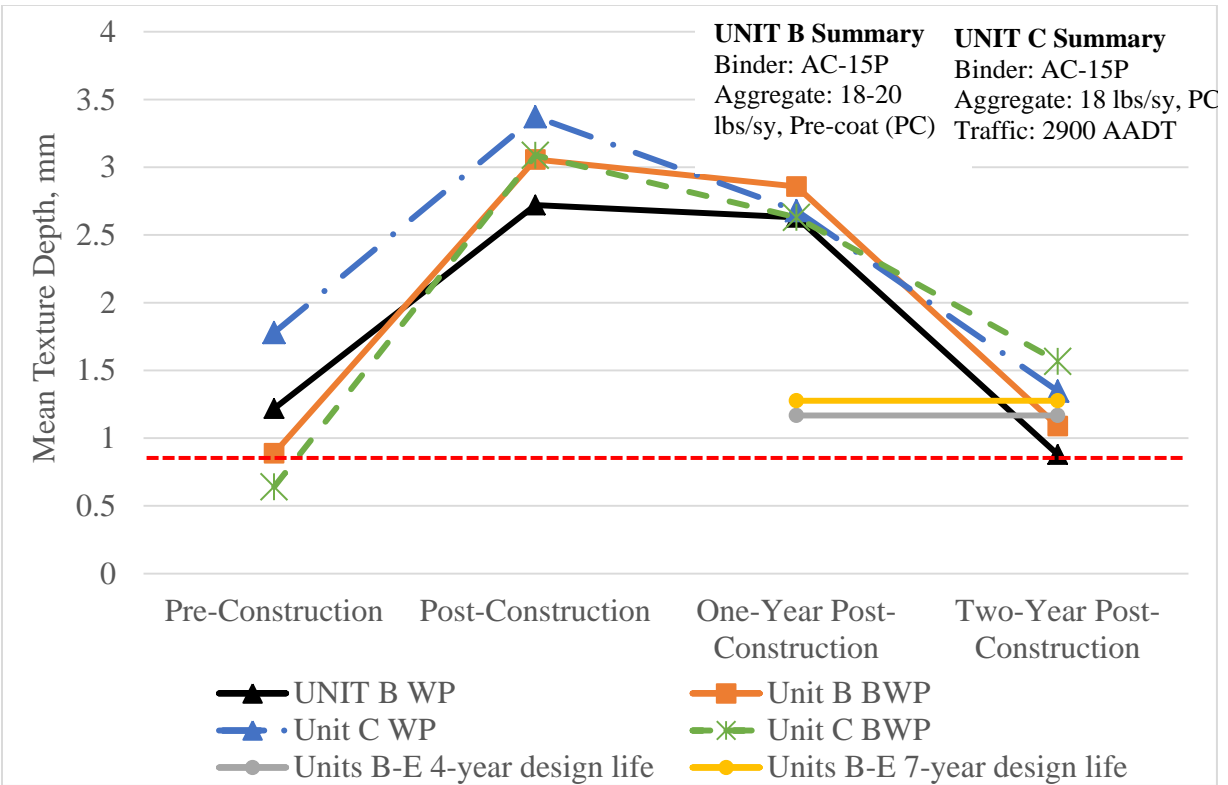 4
3.5
3
2.5
2
1.5
1
0.5
0
Mean Texture Depth, mm
UNIT B Summary
Binder: AC-15P
Aggregate: 18-20
lbs/sy, Pre-coat (PC)
UNIT C Summary
Binder: AC-15P
Aggregate: 18 lbs/sy, PC
Traffic: 2900 AADT
Pre-Construction
Post-Construction
One-Year Post-
Construction
Two-Year Post-
Construction
UNIT B WP
Unit B BWP
Unit C WP
Unit C BWP
Units B-E 4-year design life
Units B-E 7-year design life